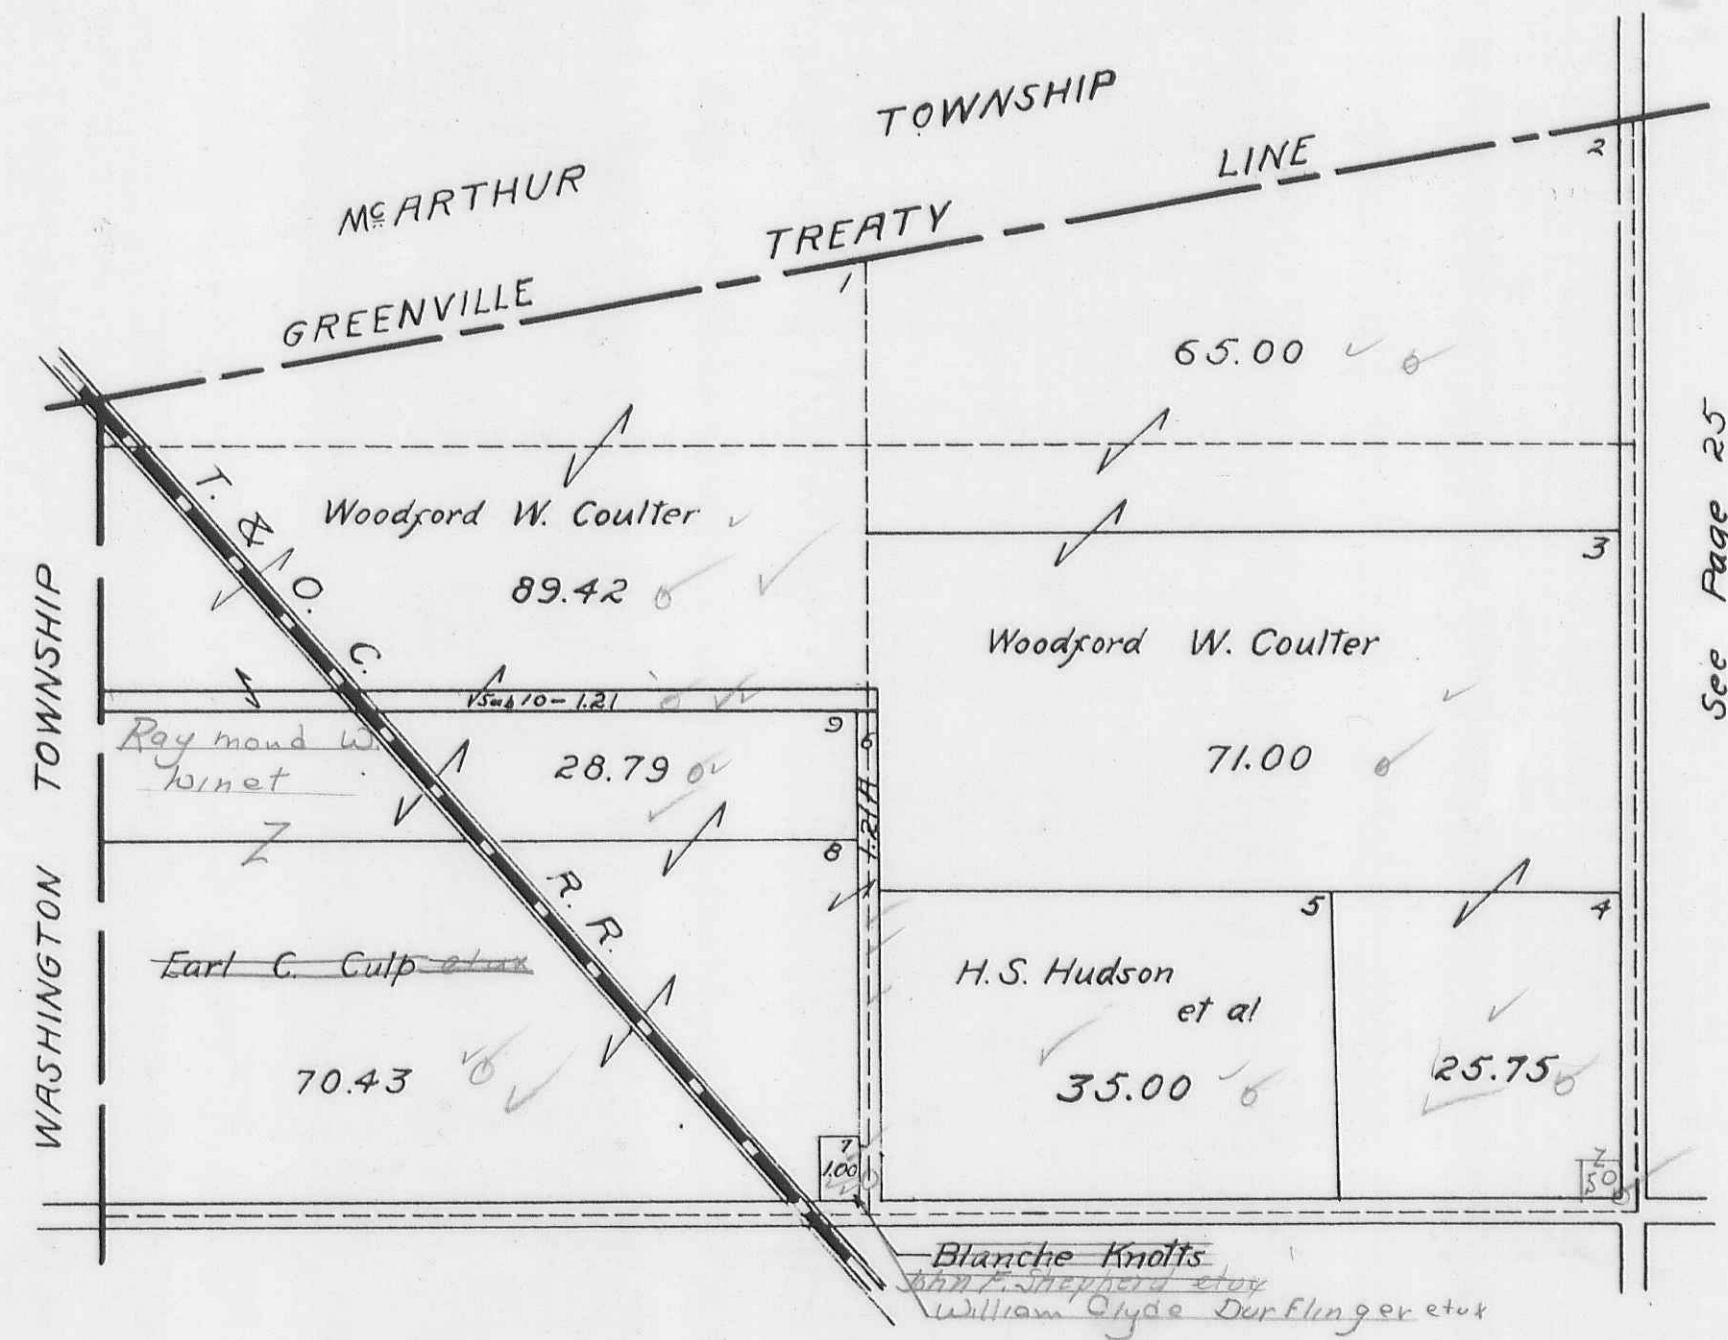 McARTHUR TOWNSHIP
GREENVILLE TREATY LINE
1
2
65.00
T. & O. C. R. R.
Woodford W. Coulter
89.42
3
Woodford W. Coulter
71.00
See Page 25
WASHINGTON TOWNSHIP
Sub 10 - 1.21
Raymond W.
Winet
9
28.79
6
1.21A
8
Earl C. Culp etux
70.43
5
H.S. Hudson
et al
35.00
4
25.75
7
1.00
50
Blanche Knotts
John F. Shepherd etux
William Clyde Durflinger etux